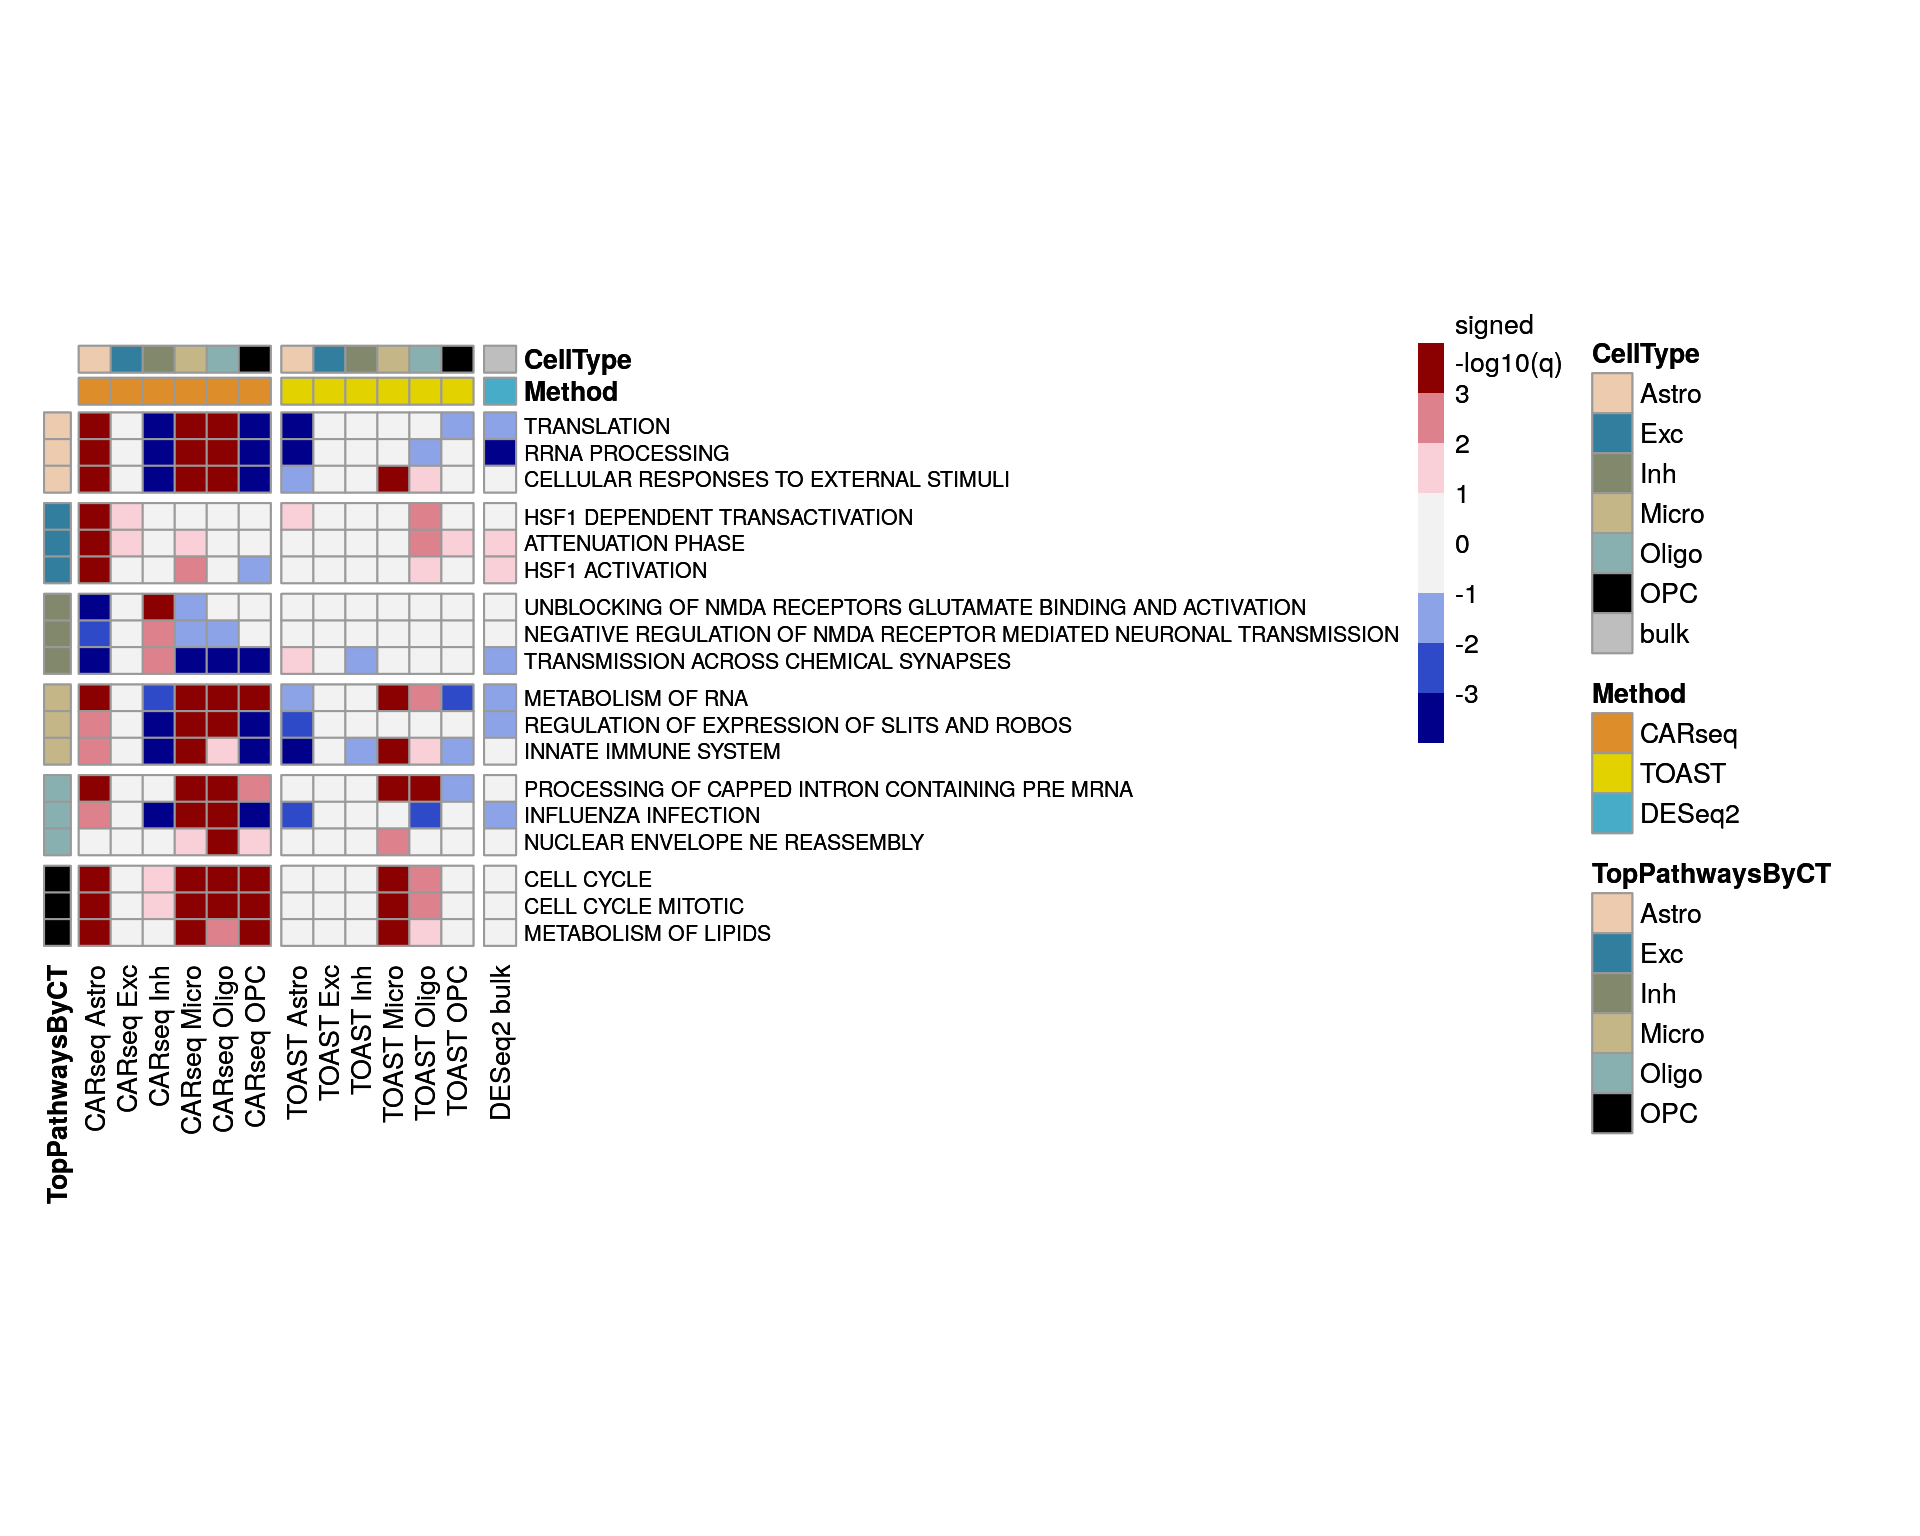 CellType
Method
TRANSLATION
RRNA PROCESSING
CELLULAR RESPONSES TO EXTERNAL STIMULI
HSF1 DEPENDENT TRANSACTIVATION
ATTENUATION PHASE
HSF1 ACTIVATION
UNBLOCKING OF NMDA RECEPTORS GLUTAMATE BINDING AND ACTIVATION
NEGATIVE REGULATION OF NMDA RECEPTOR MEDIATED NEURONAL TRANSMISSION
TRANSMISSION ACROSS CHEMICAL SYNAPSES
METABOLISM OF RNA
REGULATION OF EXPRESSION OF SLITS AND ROBOS
INNATE IMMUNE SYSTEM
PROCESSING OF CAPPED INTRON CONTAINING PRE MRNA
INFLUENZA INFECTION
NUCLEAR ENVELOPE NE REASSEMBLY
CELL CYCLE
CELL CYCLE MITOTIC
METABOLISM OF LIPIDS
TopPathwaysByCT
CARseq Astro
CARseq Exc
CARseq Inh
CARseq Micro
CARseq Oligo
CARseq OPC
TOAST Astro
TOAST Exc
TOAST Inh
TOAST Micro
TOAST Oligo
TOAST OPC
DESeq2 bulk
signed
-log10(q)
3
2
1
0
-1
-2
-3
CellType
Astro
Exc
Inh
Micro
Oligo
OPC
bulk
Method
CARseq
TOAST
DESeq2
TopPathwaysByCT
Astro
Exc
Inh
Micro
Oligo
OPC